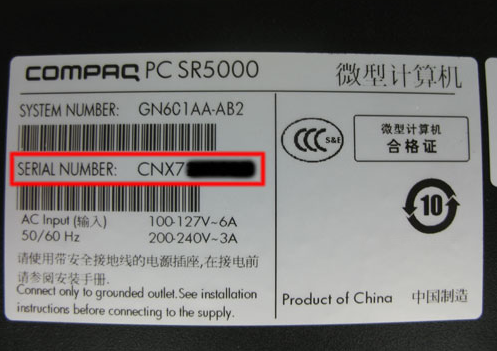 COMPAQ PC SR5000
微型计算机
SYSTEM NUMBER: GN601AA-AB2
SERIAL NUMBER: CNX7
AC Input (输入) 100-127V~6A
50/60 Hz 200-240V~3A
请使用带安全接地线的电源插座,在接电前
请参阅安装手册.
Connect only to grounded outlet.See installation
instructions before connecting to the supply.
CCC S&E
微型计算机
合格证
10
Product of China 中国制造